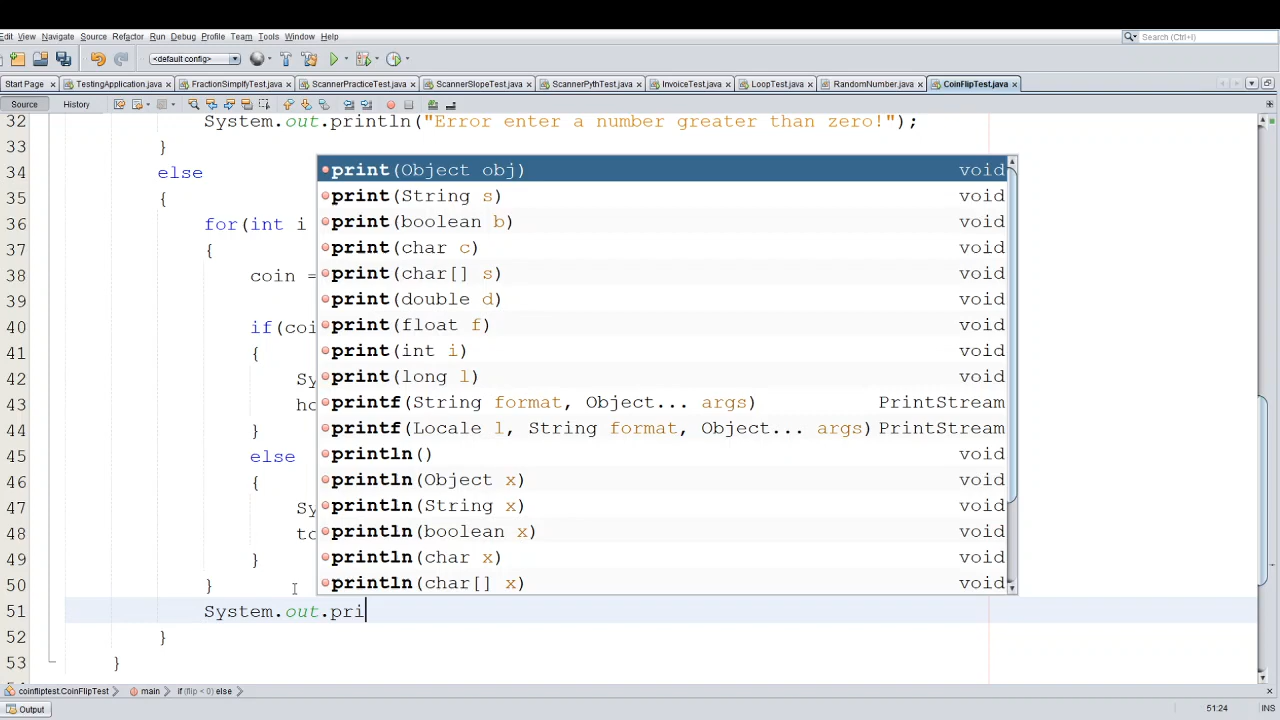 Edit View Navigate Source Refactor Run Debug Profile Team Tools Window Help Search (Ctrl+I)
<default config>
Start Page TestingApplication.java FractionSimplfyTest.java ScannerPracticeTest.java ScannerSlopeTest.java ScannerPythTest.java InvoiceTest.java LoopTest.java RandomNumber.java CoinFlipTest.java
Source History
32 System.out.println("Error enter a number greater than zero!");
33 }
34 else
35 {
36 for(int i
37 {
38 coin =
39
40 if(coi
41 {
42 Sy
43 ho
44 }
45 else
46 {
47 Sy
48 to
49 }
50 }
51 System.out.pri
52 }
53 }
print(Object obj) void
print(String s) void
print(boolean b) void
print(char c) void
print(char[] s) void
print(double d) void
print(float f) void
print(int i) void
print(long l) void
printf(String format, Object... args) PrintStream
printf(Locale l, String format, Object... args) PrintStream
println() void
println(Object x) void
println(String x) void
println(boolean x) void
println(char x) void
println(char[] x) void
coinfliptest.CoinFlipTest main if (flip < 0) else
Output 51:24 INS